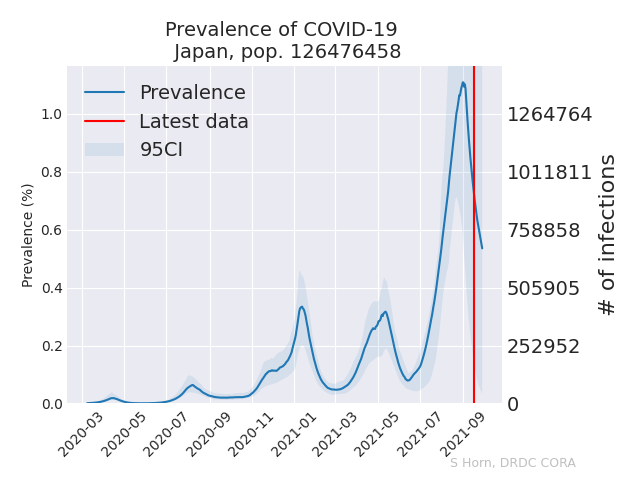 Prevalence of COVID-19
Japan, pop. 126476458
Prevalence
Latest data
95CI
Prevalence (%)
1.0
0.8
0.6
0.4
0.2
0.0
1264764
1011811
758858
505905
252952
0
# of infections
2020-03
2020-05
2020-07
2020-09
2020-11
2021-01
2021-03
2021-05
2021-07
2021-09
S Horn, DRDC CORA